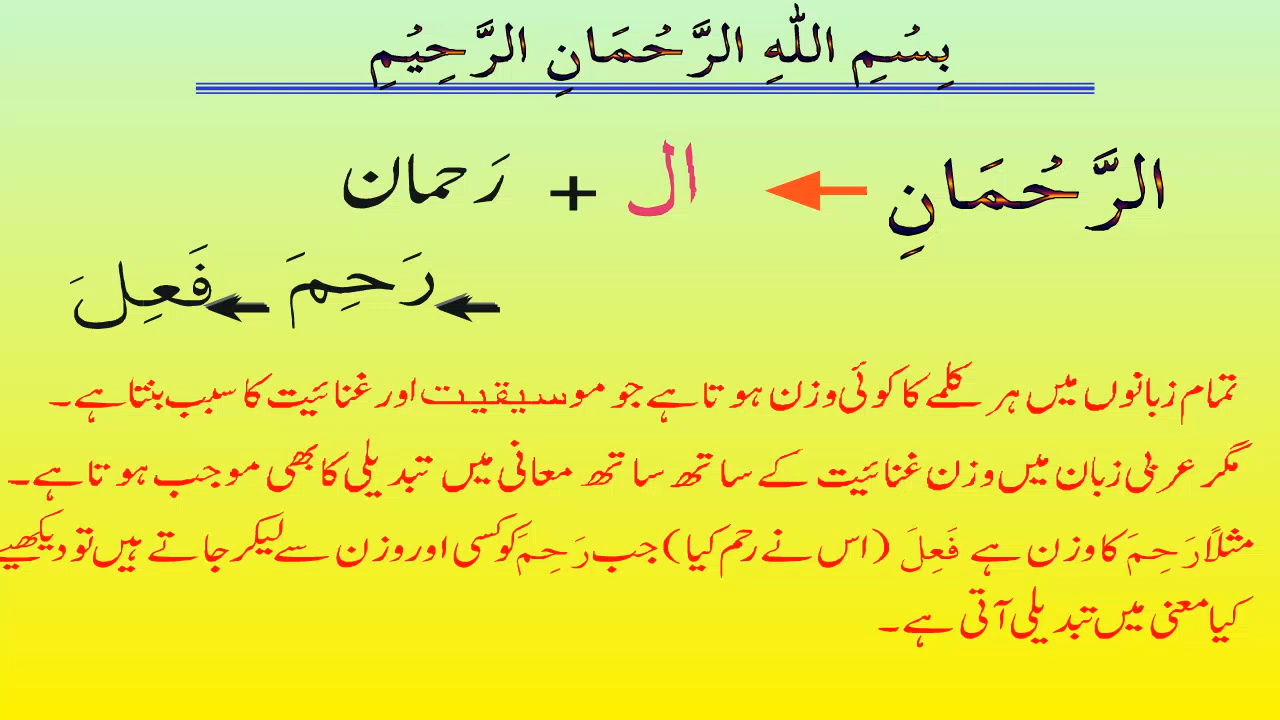 بِسْمِ اللهِ الرَّحْمَانِ الرَّحِيْمِ
الرَّحْمَانِ ال + رَحمان
رَحِمَ فَعِلَ
تمام زبانوں میں ہر کلمے کا کوئی وزن ہوتا ہے جو موسیقیت اور غنائیت کا سبب بنتا ہے۔
مگر عربی زبان میں وزن غنائیت کے ساتھ ساتھ معانی میں تبدیلی کا بھی موجب ہوتا ہے۔
مثلاً رَحِمَ کا وزن ہے فَعِلَ (اس نے رحم کیا) جب رَحِمَ کو کسی اور وزن سے لیکر جاتے ہیں تو دیکھیے
کیا معنی میں تبدیلی آتی ہے۔